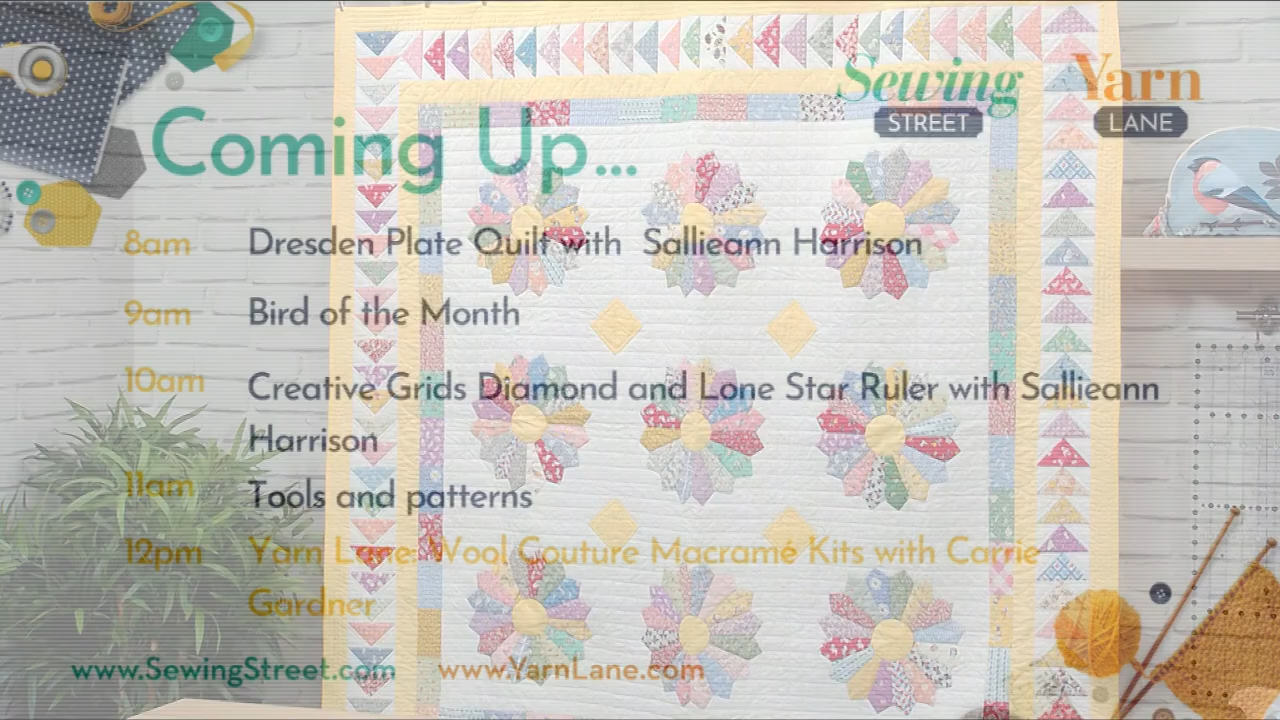 Sewing STREET
Yarn LANE
Coming Up...
8am Dresden Plate Quilt with Sallieann Harrison
9am Bird of the Month
10am Creative Grids Diamond and Lone Star Ruler with Sallieann
Harrison
11am Tools and patterns
12pm Yarn Lane: Wool Couture Macramé Kits with Carrie
Gardner
www.SewingStreet.com www.YarnLane.com